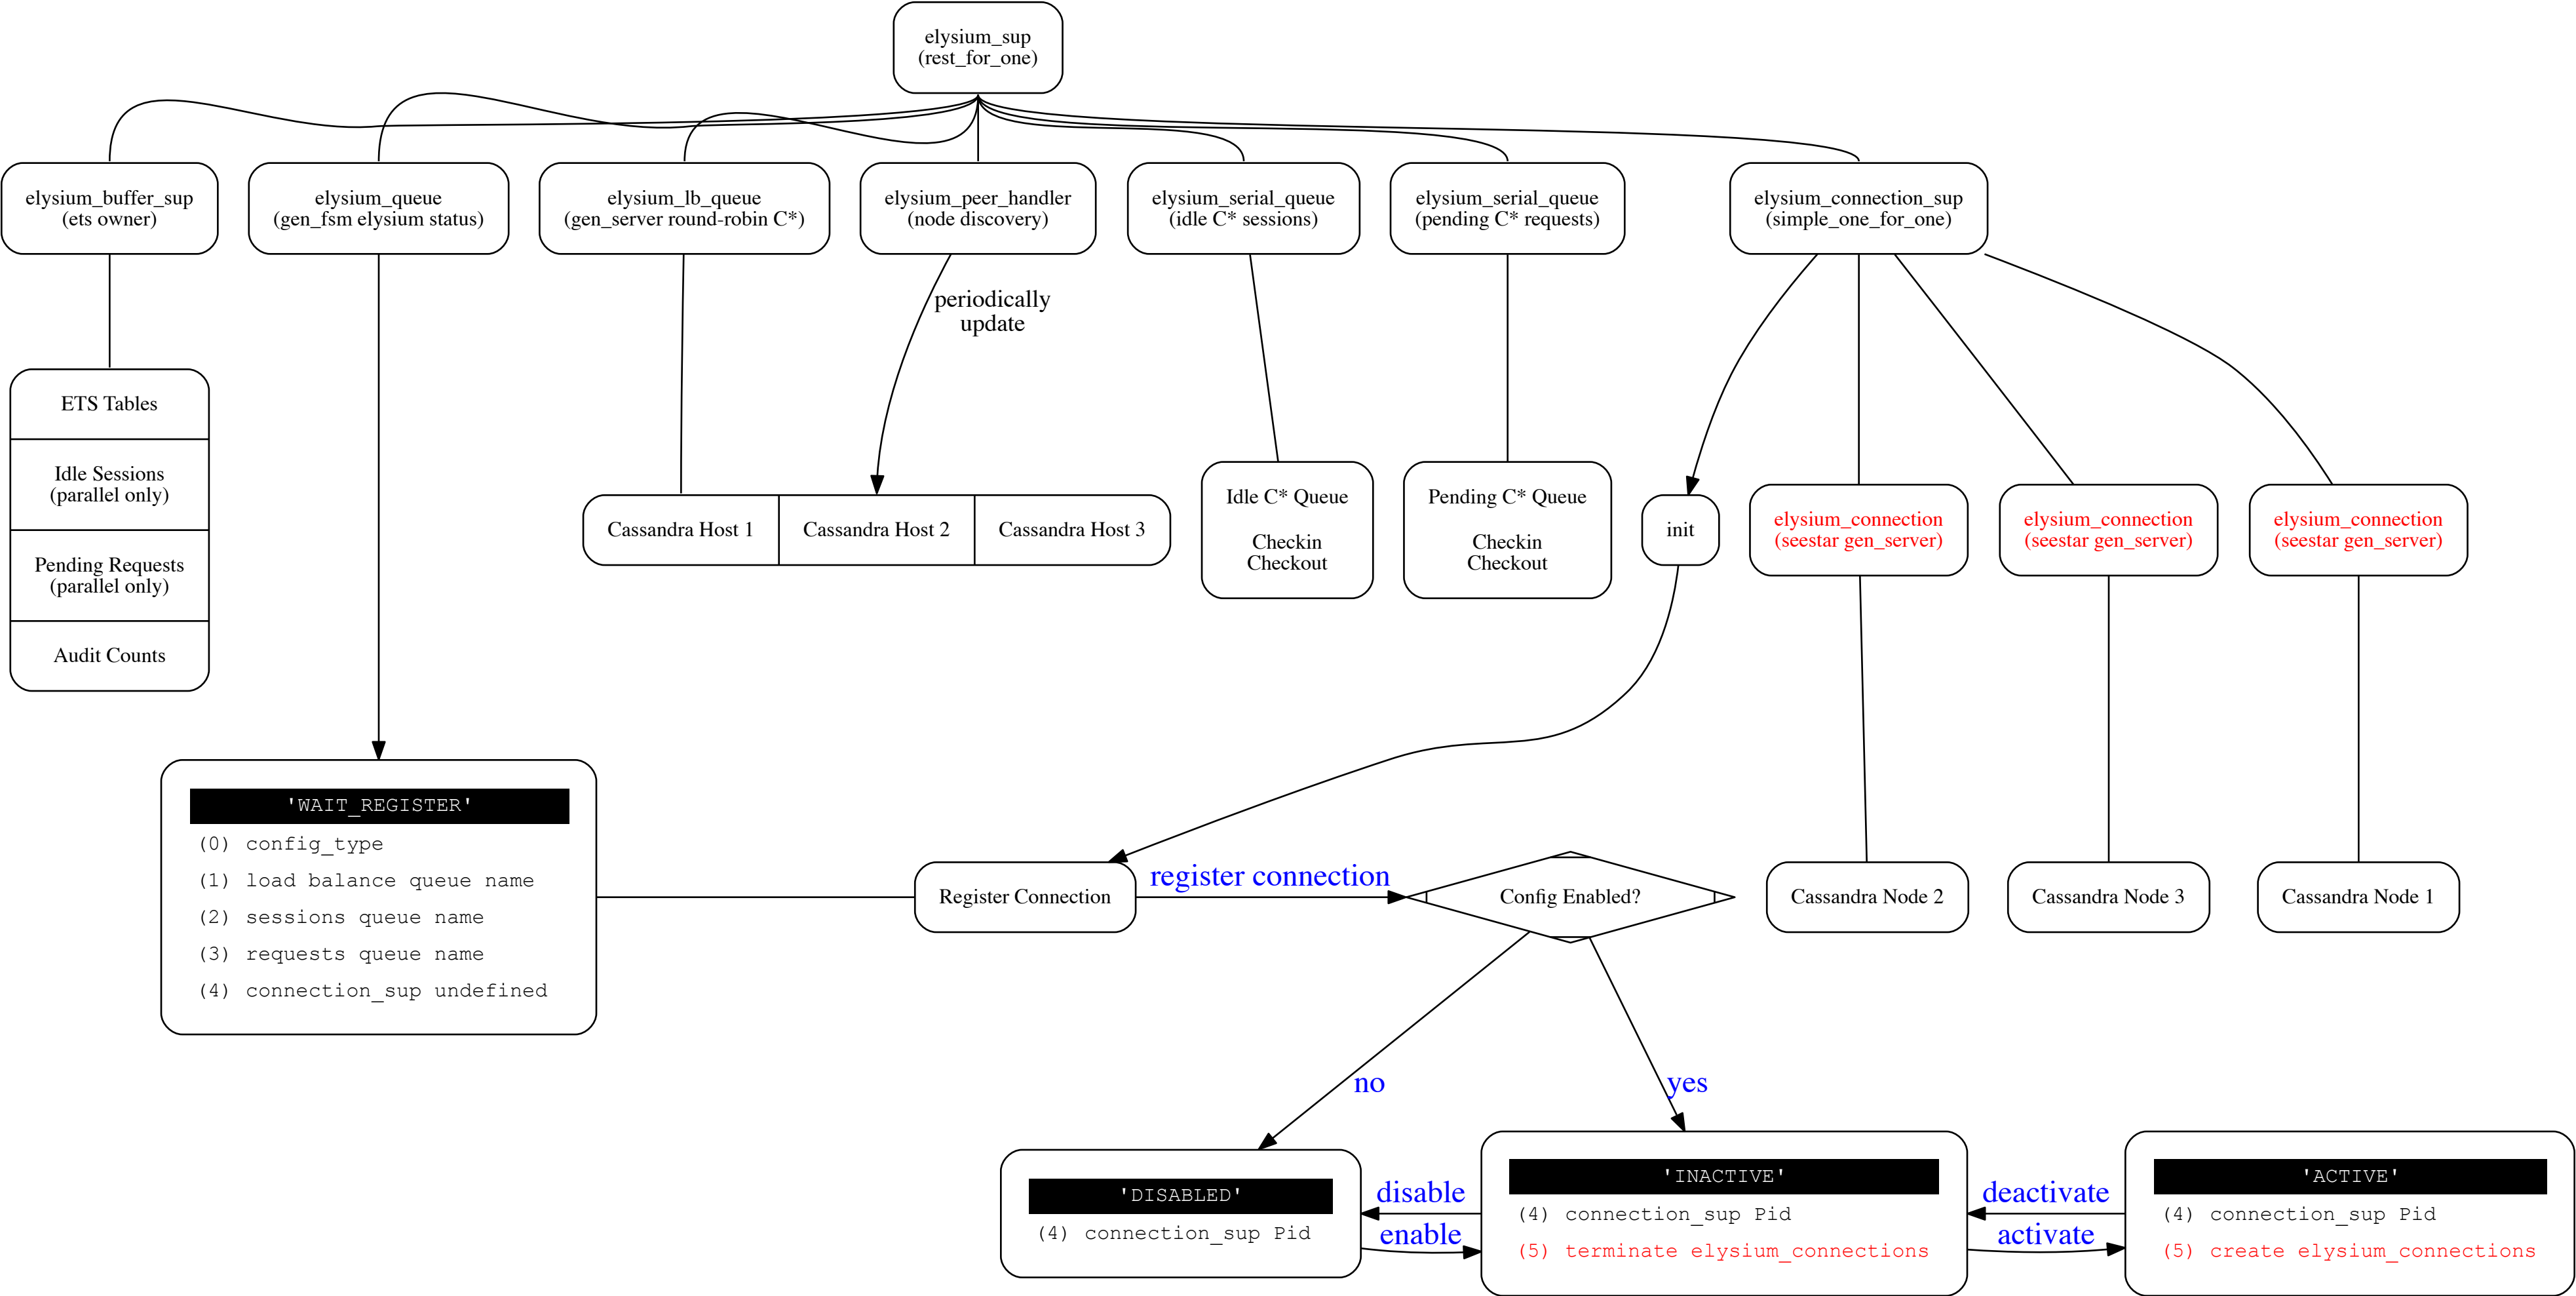 elysium_sup
(rest_for_one)
elysium_buffer_sup
(ets owner)
elysium_queue
(gen_fsm elysium status)
elysium_lb_queue
(gen_server round-robin C*)
elysium_peer_handler
(node discovery)
elysium_serial_queue
(idle C* sessions)
elysium_serial_queue
(pending C* requests)
elysium_connection_sup
(simple_one_for_one)
periodically
update
ETS Tables
Idle Sessions
(parallel only)
Pending Requests
(parallel only)
Audit Counts
Cassandra Host 1
Cassandra Host 2
Cassandra Host 3
Idle C* Queue
Checkin
Checkout
Pending C* Queue
Checkin
Checkout
init
elysium_connection
(seestar gen_server)
elysium_connection
(seestar gen_server)
elysium_connection
(seestar gen_server)
'WAIT_REGISTER'
(0) config_type
(1) load balance queue name
(2) sessions queue name
(3) requests queue name
(4) connection_sup undefined
Register Connection
register connection
Config Enabled?
Cassandra Node 2
Cassandra Node 3
Cassandra Node 1
no
yes
'DISABLED'
(4) connection_sup Pid
disable
enable
'INACTIVE'
(4) connection_sup Pid
(5) terminate elysium_connections
deactivate
activate
'ACTIVE'
(4) connection_sup Pid
(5) create elysium_connections